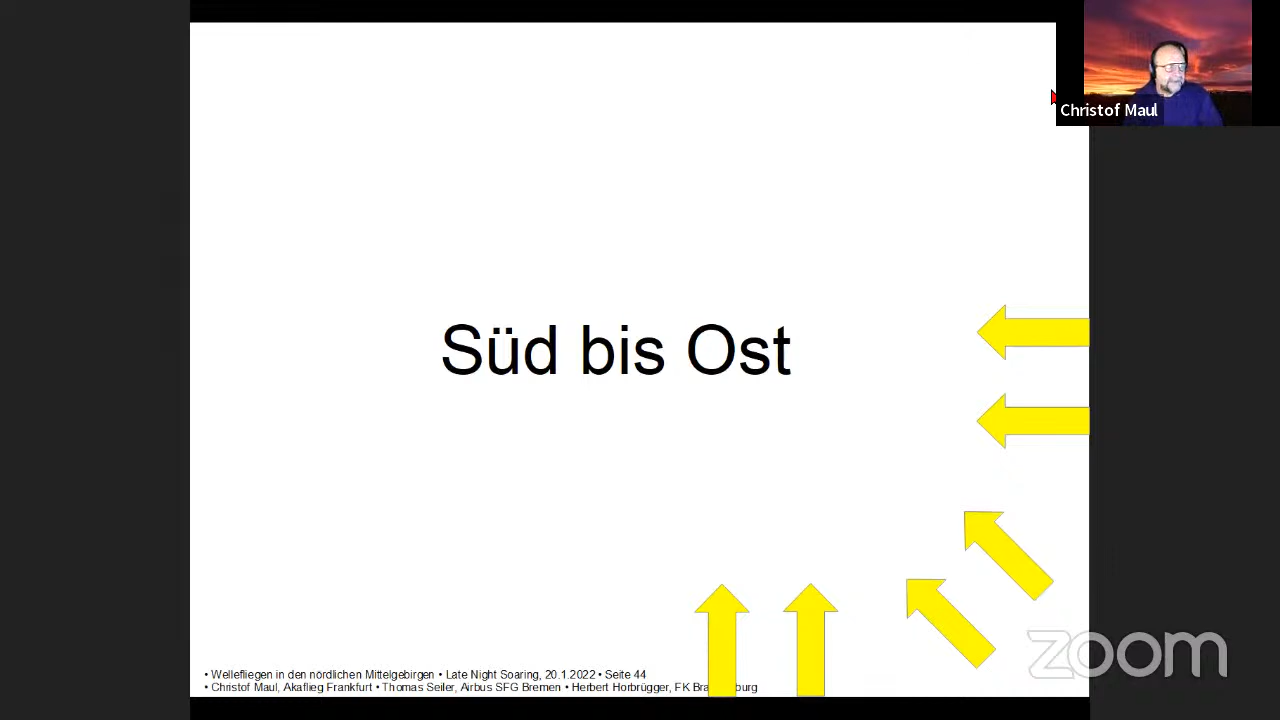 Christof Maul
Süd bis Ost
• Wellefliegen in den nördlichen Mittelgebirgen • Late Night Soaring, 20.1.2022 • Seite 44
• Christof Maul, Akaflieg Frankfurt • Thomas Seiler, Airbus SFG Bremen • Herbert Horbrügger, FK
zoom